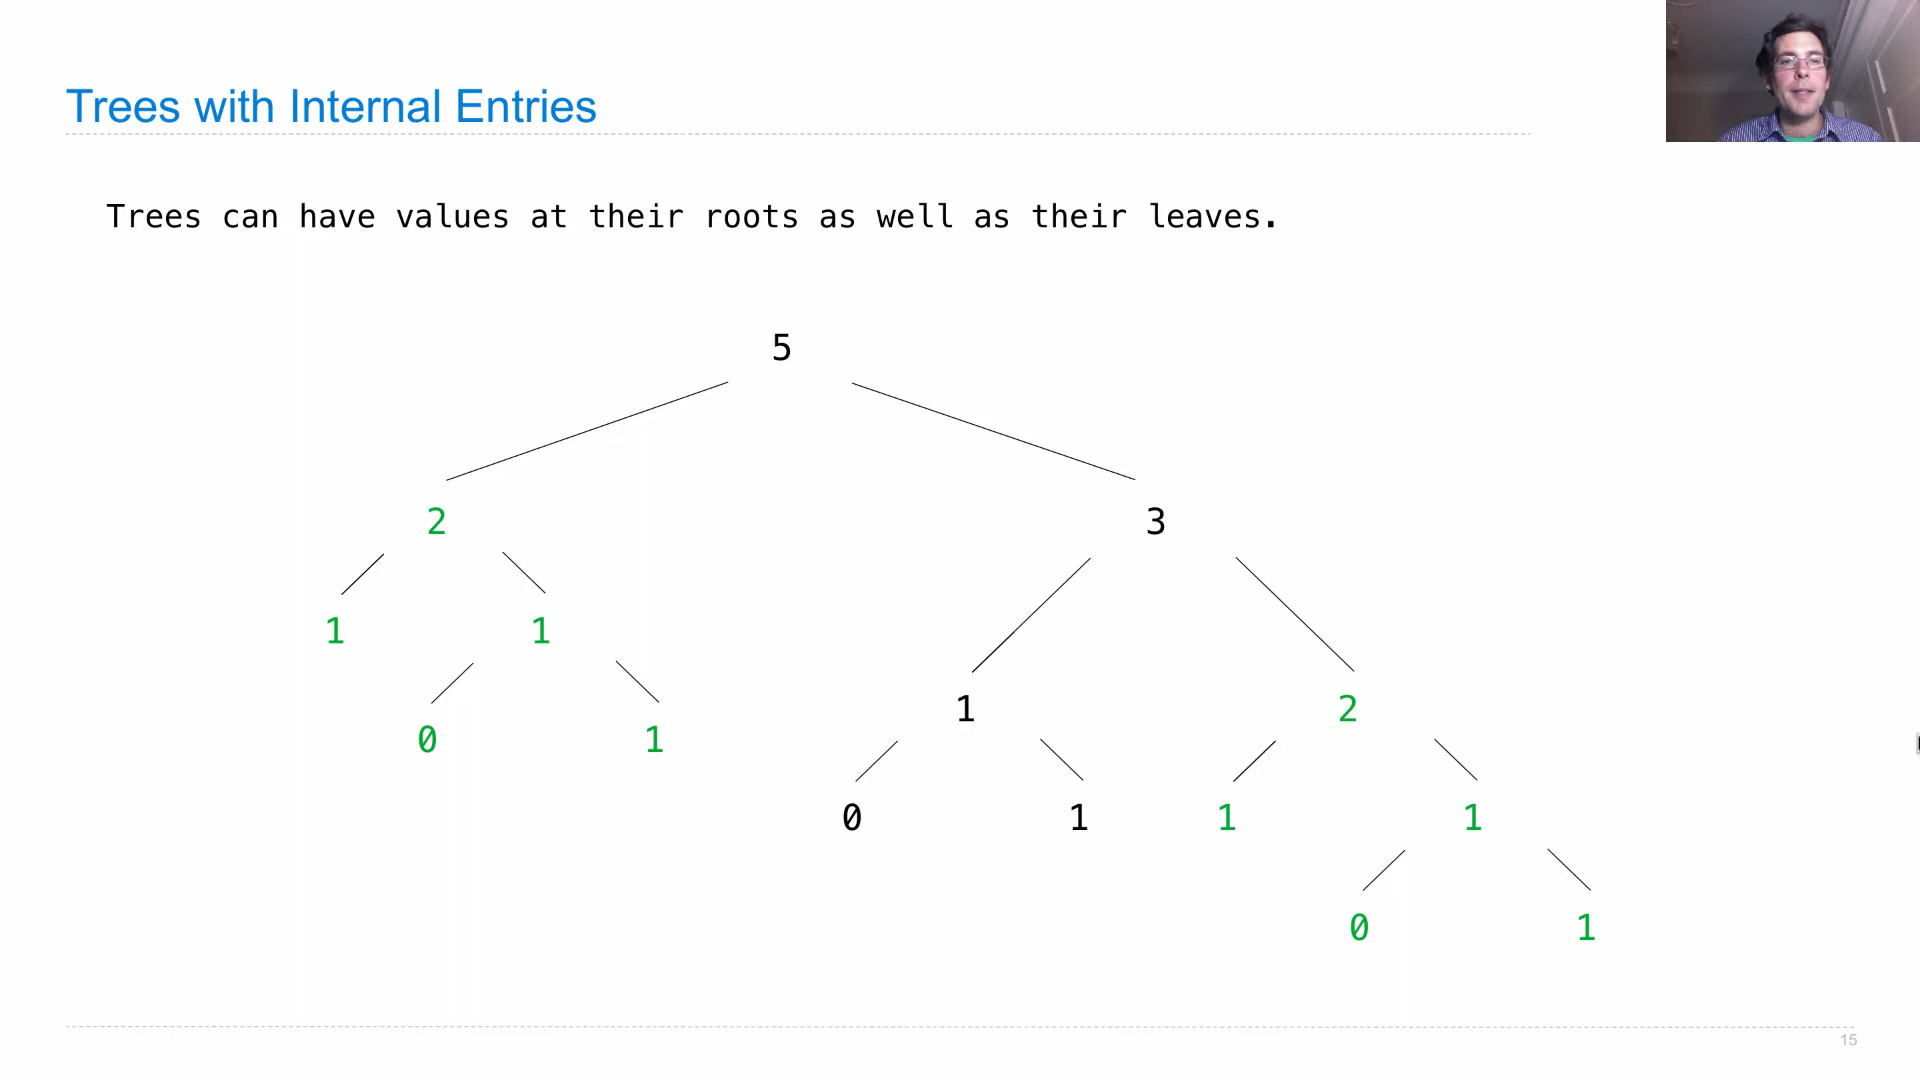 Trees with Internal Entries
Trees can have values at their roots as well as their leaves.
5
2 3
1 1
1 2
0 1
0 1 1 1
0 1
15